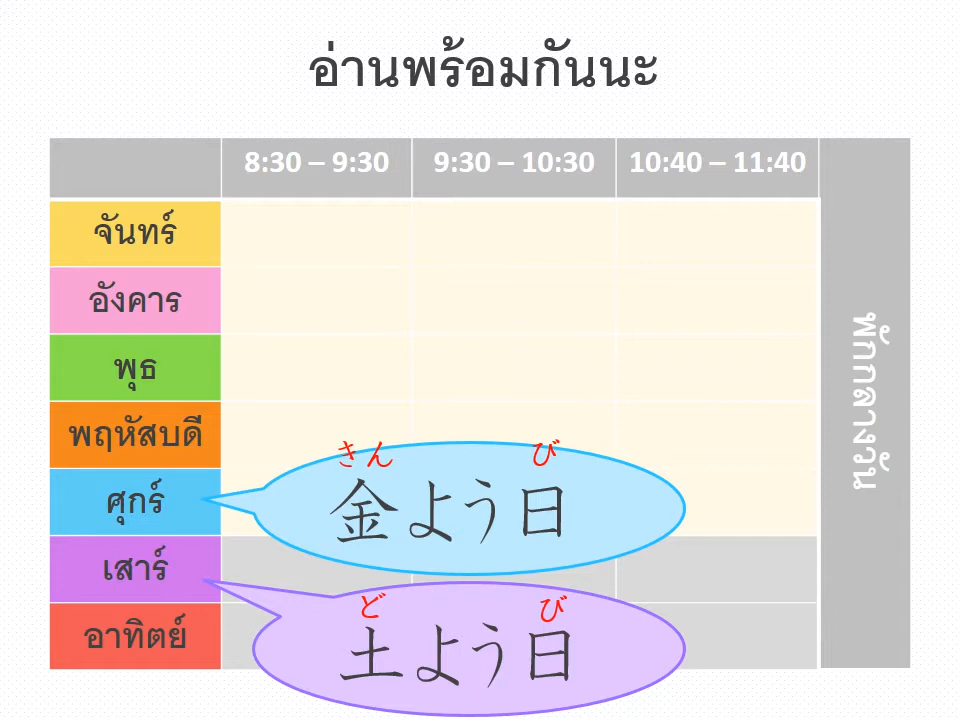 อ่านพร้อมกันนะ
8:30 – 9:30 9:30 – 10:30 10:40 – 11:40
จันทร์
อังคาร
พุธ
พฤหัสบดี
ศุกร์
เสาร์
อาทิตย์
พักกลางวัน
さん び
金よう日
ど び
土よう日